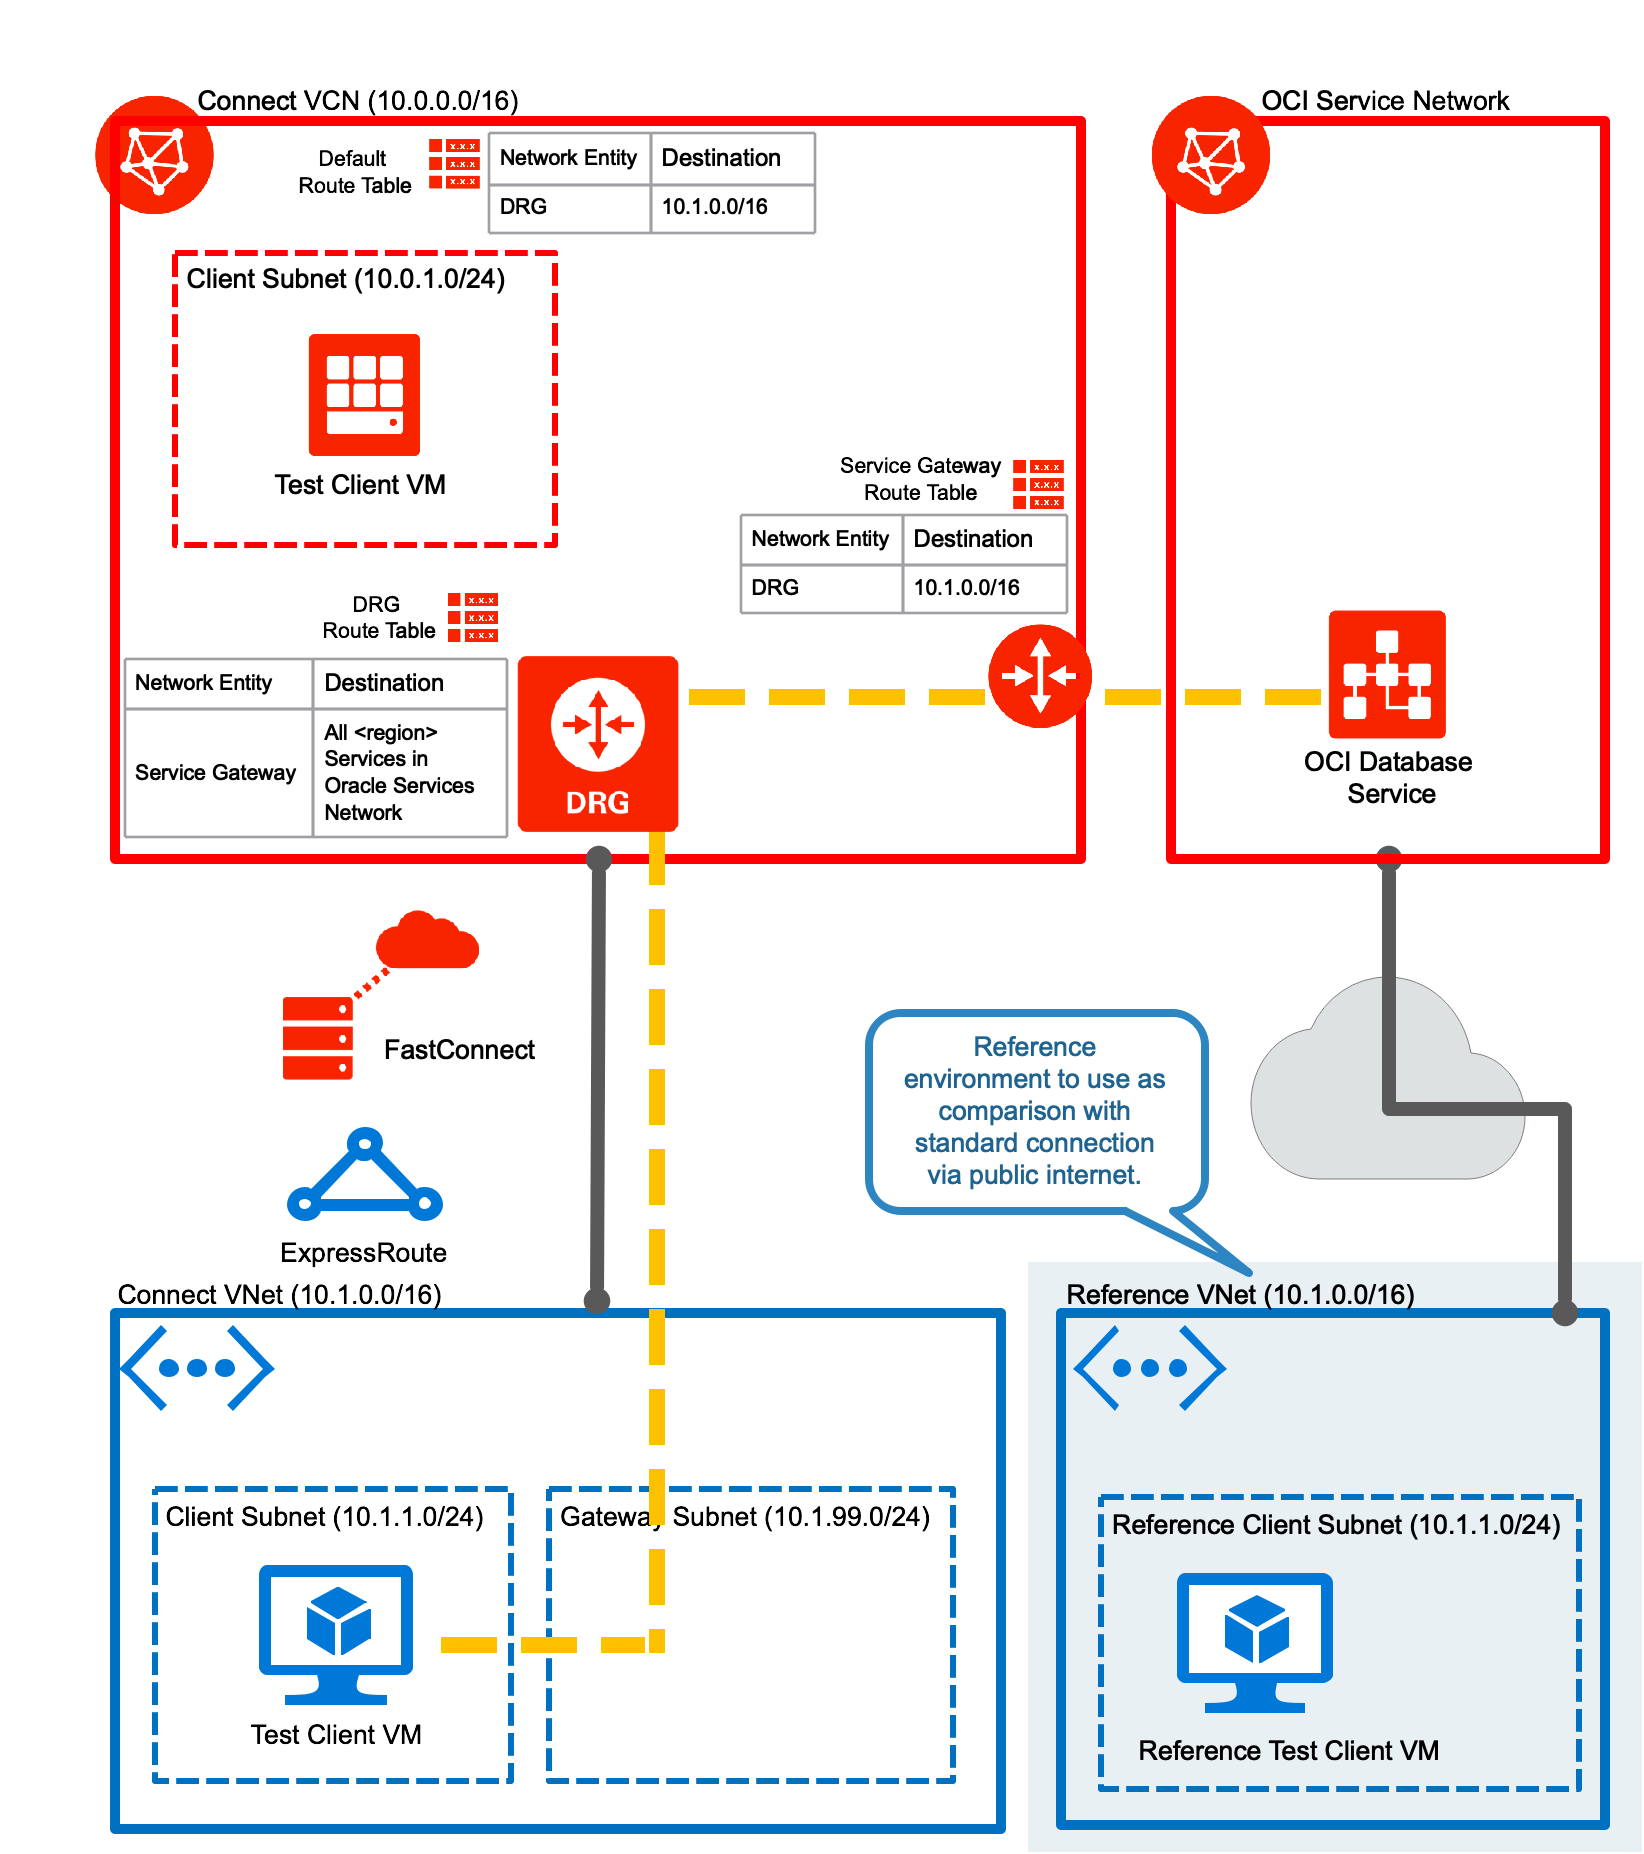 Connect VCN (10.0.0.0/16)
OCI Service Network
Default
Route Table
x.x.x
x.x.x
x.x.x
Network Entity Destination
DRG 10.1.0.0/16
Client Subnet (10.0.1.0/24)
Test Client VM
Service Gateway
Route Table
x.x.x
x.x.x
x.x.x
Network Entity Destination
DRG 10.1.0.0/16
DRG
Route Table
x.x.x
x.x.x
x.x.x
Network Entity Destination
Service Gateway
All <region>
Services in
Oracle Services
Network
DRG
OCI Database
Service
FastConnect
ExpressRoute
Reference
environment to use as
comparison with
standard connection
via public internet.
Connect VNet (10.1.0.0/16)
Reference VNet (10.1.0.0/16)
Client Subnet (10.1.1.0/24)
Gateway Subnet (10.1.99.0/24)
Test Client VM
Reference Client Subnet (10.1.1.0/24)
Reference Test Client VM